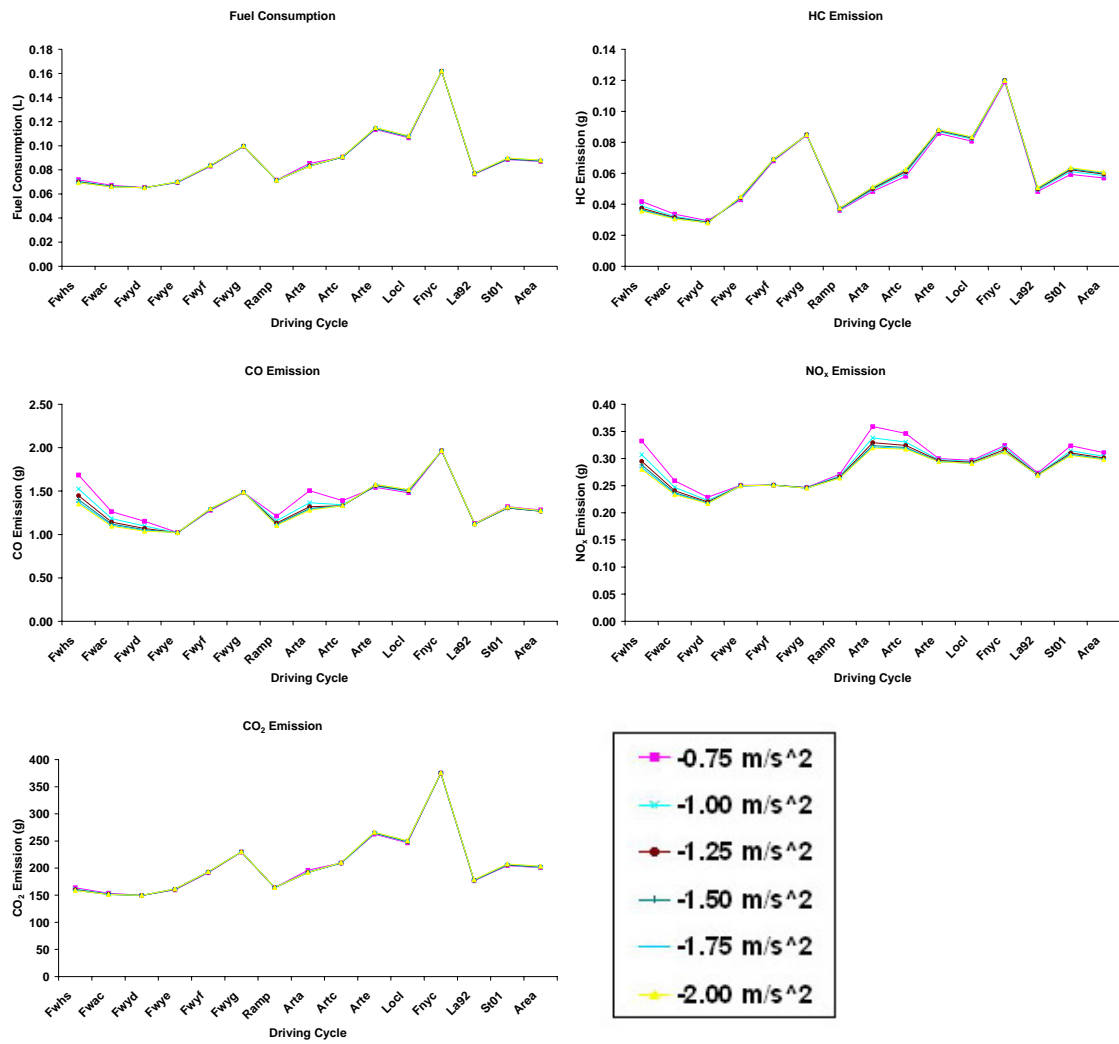 Fuel Consumption
Fuel Consumption (L)
0.18
0.16
0.14
0.12
0.10
0.08
0.06
0.04
0.02
0.00
Fwhs
Fwac
Fwyd
Fwye
Fwyf
Fwyg
Ramp
Arta
Artc
Arte
Locl
Fnyc
La92
St01
Area
Driving Cycle
HC Emission
HC Emission (g)
0.14
0.12
0.10
0.08
0.06
0.04
0.02
0.00
Fwhs
Fwac
Fwyd
Fwye
Fwyf
Fwyg
Ramp
Arta
Artc
Arte
Locl
Fnyc
La92
St01
Area
Driving Cycle
CO Emission
CO Emission (g)
2.50
2.00
1.50
1.00
0.50
0.00
Fwhs
Fwac
Fwyd
Fwye
Fwyf
Fwyg
Ramp
Arta
Artc
Arte
Locl
Fnyc
La92
St01
Area
Driving Cycle
NOx Emission
NOx Emission (g)
0.40
0.35
0.30
0.25
0.20
0.15
0.10
0.05
0.00
Fwhs
Fwac
Fwyd
Fwye
Fwyf
Fwyg
Ramp
Arta
Artc
Arte
Locl
Fnyc
La92
St01
Area
Driving Cycle
CO2 Emission
CO2 Emission (g)
400
350
300
250
200
150
100
50
0
Fwhs
Fwac
Fwyd
Fwye
Fwyf
Fwyg
Ramp
Arta
Artc
Arte
Locl
Fnyc
La92
St01
Area
Driving Cycle
-0.75 m/s^2
-1.00 m/s^2
-1.25 m/s^2
-1.50 m/s^2
-1.75 m/s^2
-2.00 m/s^2